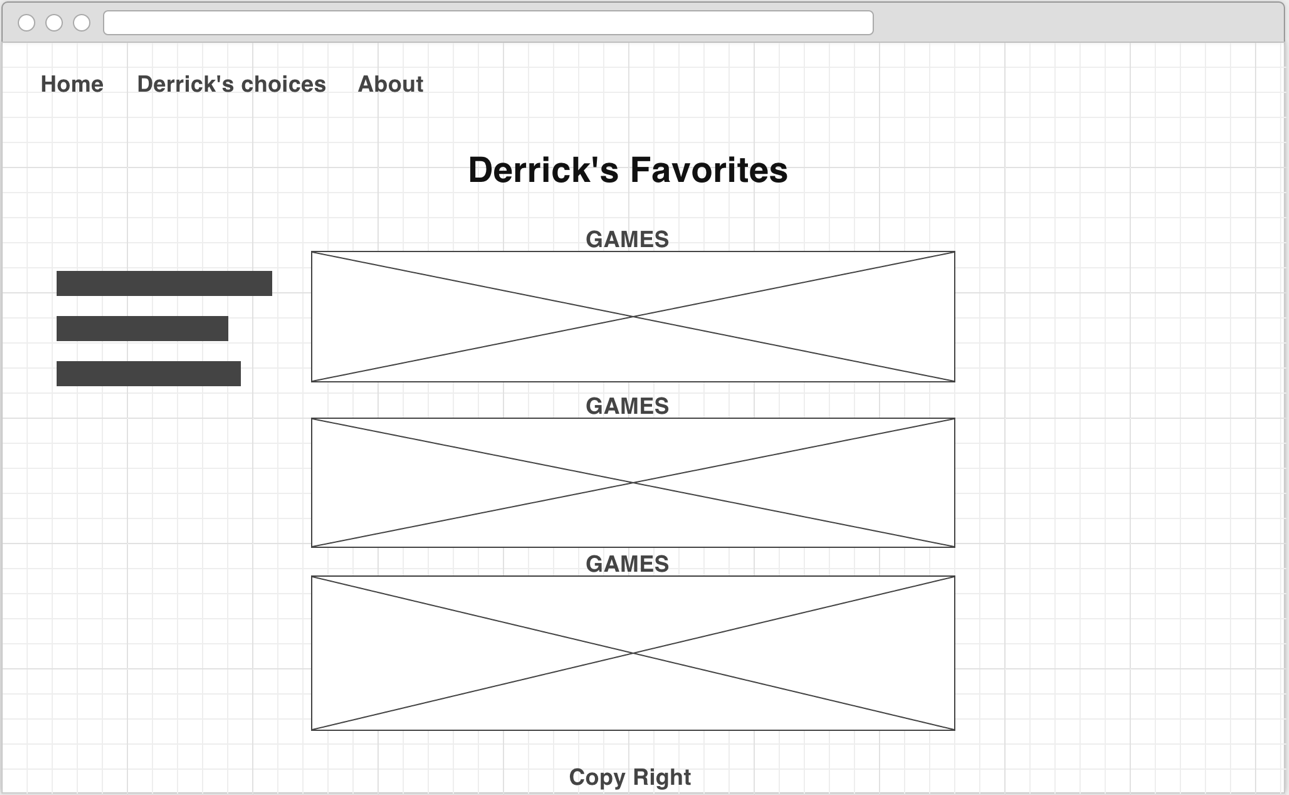 Home Derrick's choices About
Derrick's Favorites
GAMES
GAMES
GAMES
Copy Right